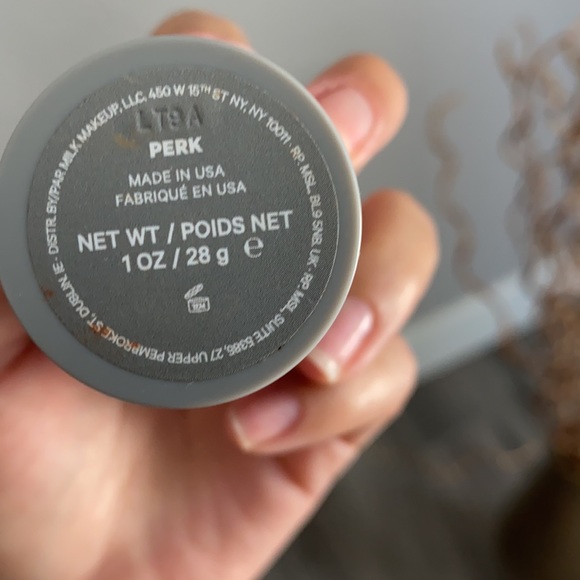 DISTR. BY/PAR MILK MAKEUP, LLC. 450 W 15TH ST NY, NY 10011 · RP: MSL, BL9 5NB, UK · RP MSL, SUITE 5386, 27 UPPER PEMBROKE ST, DUBLIN, IE ·
LT9A
PERK
MADE IN USA
FABRIQUÉ EN USA
NET WT / POIDS NET
1 OZ / 28 g ℮